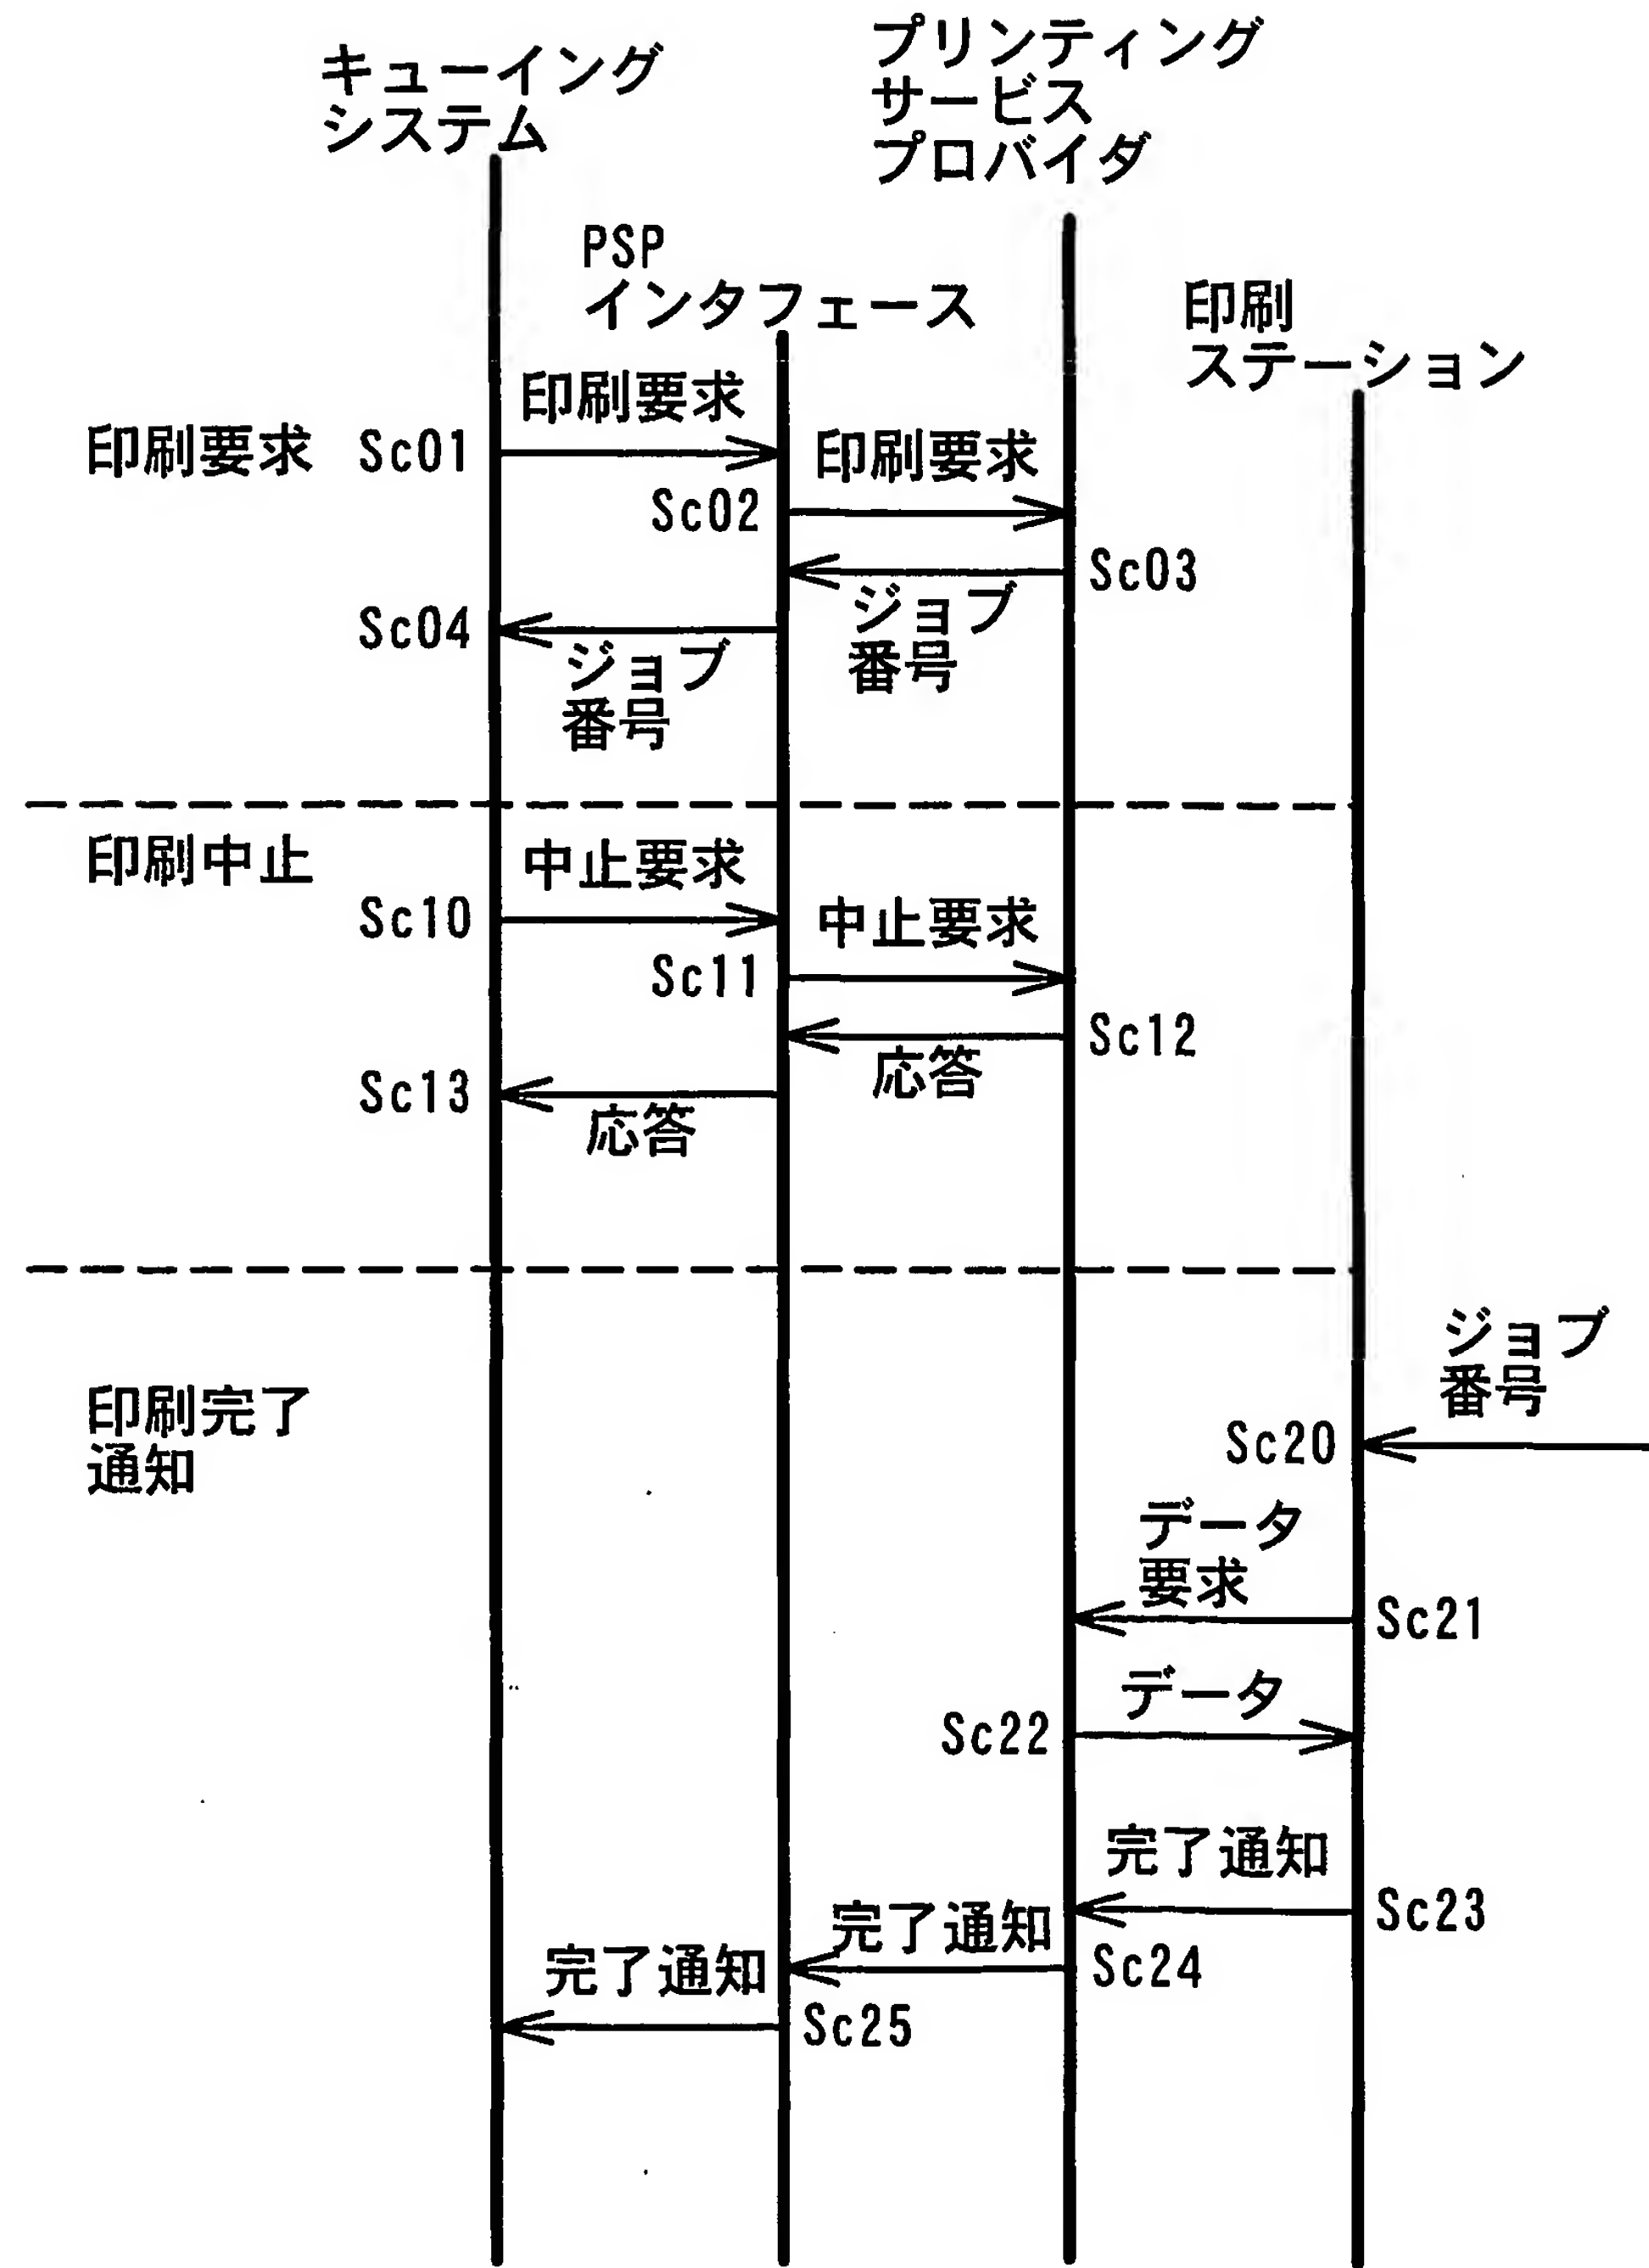 キューイング
システム
プリンティング
サービス
プロバイダ
PSP
インタフェース
印刷
ステーション
印刷要求
印刷要求 Sc01
印刷要求
Sc02
Sc03
ジョブ
番号
Sc04
ジョブ
番号
印刷中止
中止要求
Sc10
中止要求
Sc11
Sc12
応答
Sc13
応答
印刷完了
通知
ジョブ
番号
Sc20
データ
要求
Sc21
データ
Sc22
完了通知
Sc23
完了通知
Sc24
完了通知
Sc25